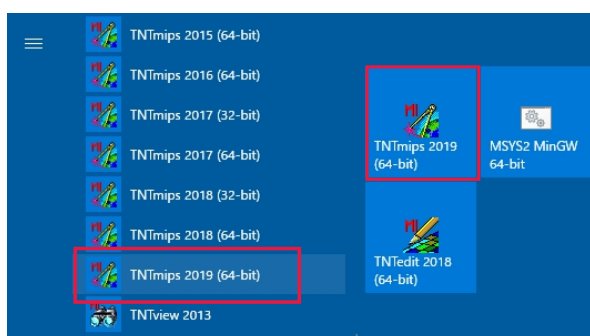 TNTmips 2015 (64-bit)
TNTmips 2016 (64-bit)
TNTmips 2017 (32-bit)
TNTmips 2017 (64-bit)
TNTmips 2018 (32-bit)
TNTmips 2018 (64-bit)
TNTmips 2019 (64-bit)
TNTview 2013
TNTmips 2019
(64-bit)
MSYS2 MinGW
64-bit
TNTedit 2018
(64-bit)